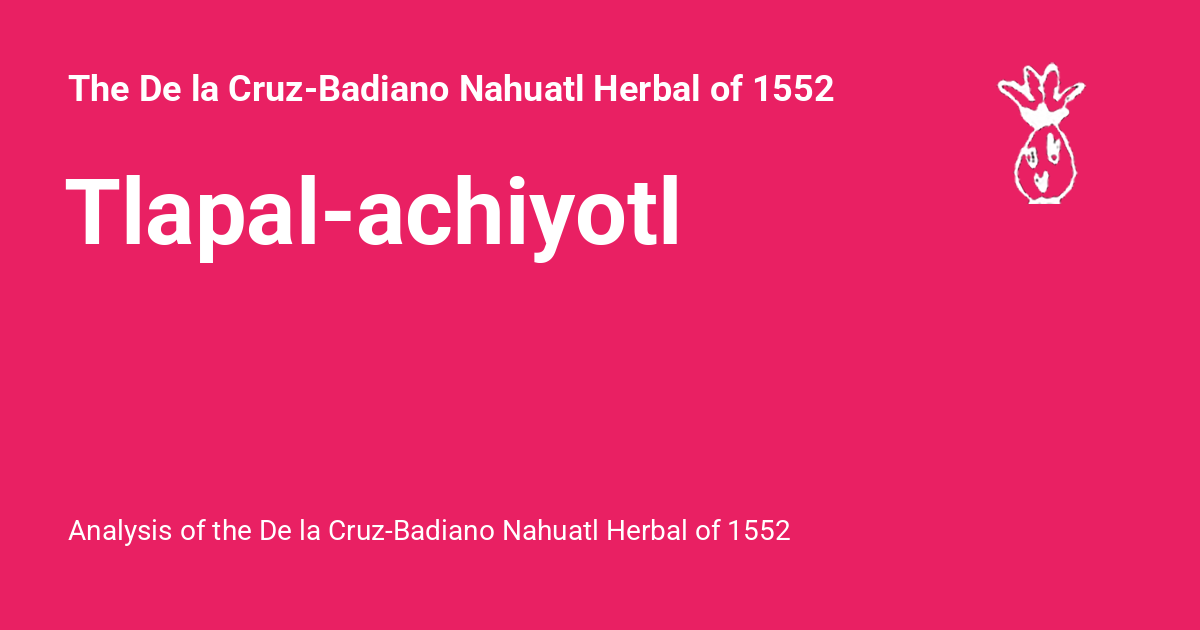 The De la Cruz-Badiano Nahuatl Herbal of 1552
Tlapal-achiyotl
Analysis of the De la Cruz-Badiano Nahuatl Herbal of 1552